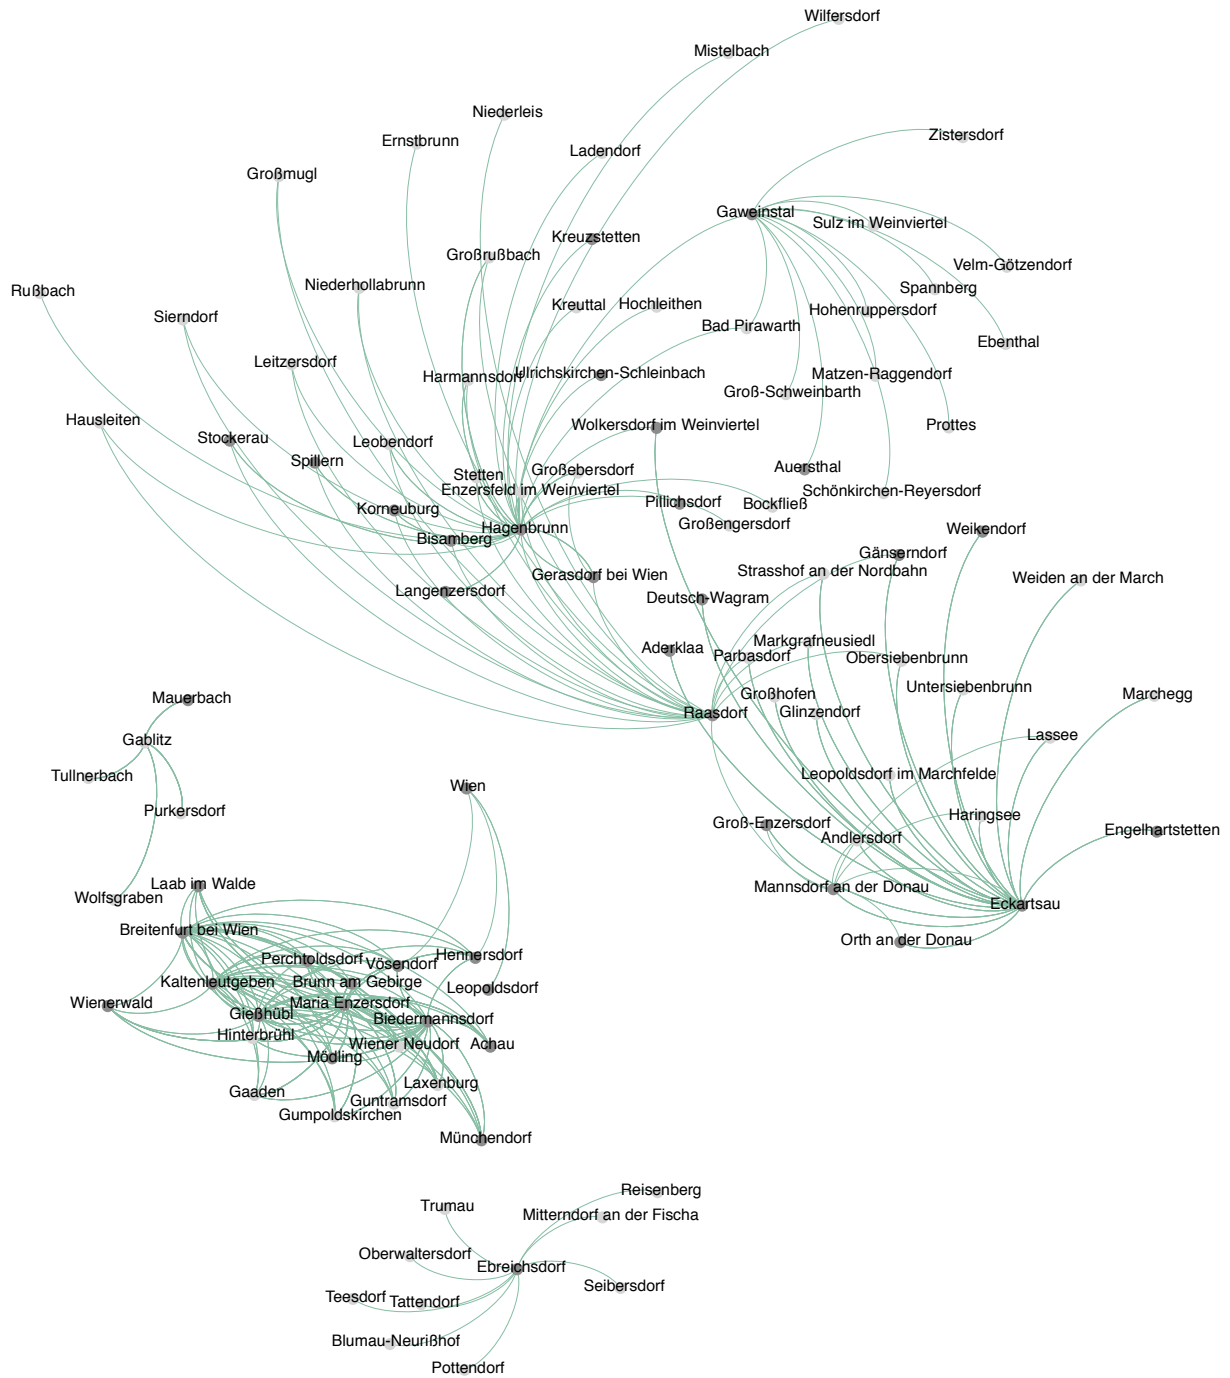 Wilfersdorf
Mistelbach
Niederleis
Ernstbrunn
Zistersdorf
Ladendorf
Großmugl
Gaweinstal
Sulz im Weinviertel
Kreuzstetten
Großrußbach
Velm-Götzendorf
Niederhollabrunn
Spannberg
Rußbach
Kreuttal
Hochleithen
Hohenruppersdorf
Sierndorf
Bad Pirawarth
Ebenthal
Leitzersdorf
Harmannsdorf
Ulrichskirchen-Schleinbach
Matzen-Raggendorf
Groß-Schweinbarth
Hausleiten
Wolkersdorf im Weinviertel
Prottes
Stockerau
Leobendorf
Spillern
Auersthal
Stetten
Großebersdorf
Enzersfeld im Weinviertel
Schönkirchen-Reyersdorf
Pillichsdorf
Bockfließ
Korneuburg
Großengersdorf
Hagenbrunn
Weikendorf
Bisamberg
Gänserndorf
Gerasdorf bei Wien
Strasshof an der Nordbahn
Weiden an der March
Langenzersdorf
Deutsch-Wagram
Markgrafneusiedl
Aderklaa
Parbasdorf
Obersiebenbrunn
Untersiebenbrunn
Großhofen
Marchegg
Mauerbach
Raasdorf
Glinzendorf
Gablitz
Lassee
Tullnerbach
Leopoldsdorf im Marchfelde
Wien
Purkersdorf
Haringsee
Groß-Enzersdorf
Engelhartstetten
Andlersdorf
Laab im Walde
Mannsdorf an der Donau
Wolfsgraben
Eckartsau
Breitenfurt bei Wien
Orth an der Donau
Hennersdorf
Perchtoldsdorf
Vösendorf
Kaltenleutgeben
Brunn am Gebirge
Leopoldsdorf
Wienerwald
Maria Enzersdorf
Gießhübl
Biedermannsdorf
Hinterbrühl
Wiener Neudorf
Achau
Mödling
Laxenburg
Gaaden
Guntramsdorf
Gumpoldskirchen
Münchendorf
Reisenberg
Trumau
Mitterndorf an der Fischa
Oberwaltersdorf
Ebreichsdorf
Seibersdorf
Teesdorf
Tattendorf
Blumau-Neurißhof
Pottendorf